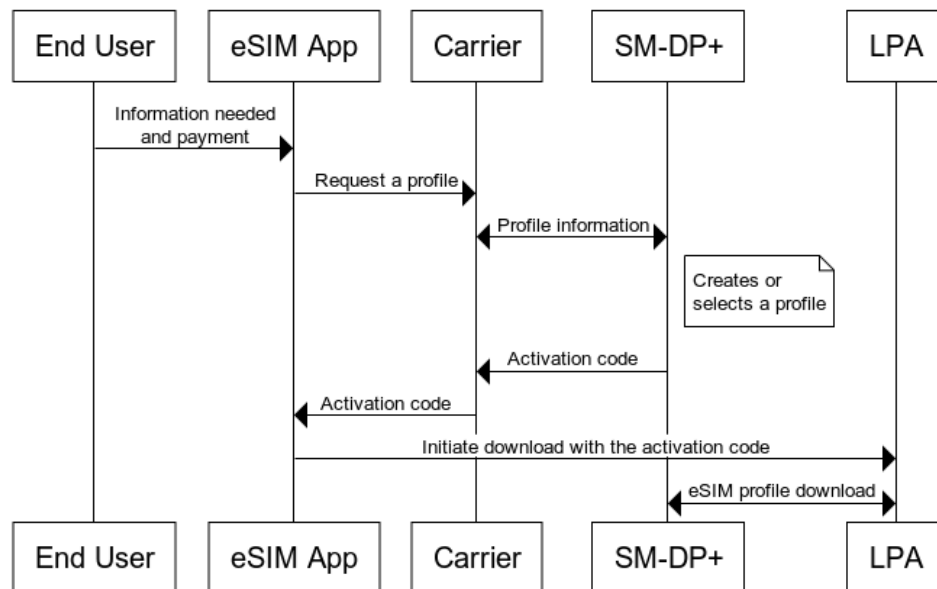 End User
eSIM App
Carrier
SM-DP+
LPA
Information needed
and payment
Request a profile
Profile information
Creates or
selects a profile
Activation code
Activation code
Initiate download with the activation code
eSIM profile download
End User
eSIM App
Carrier
SM-DP+
LPA